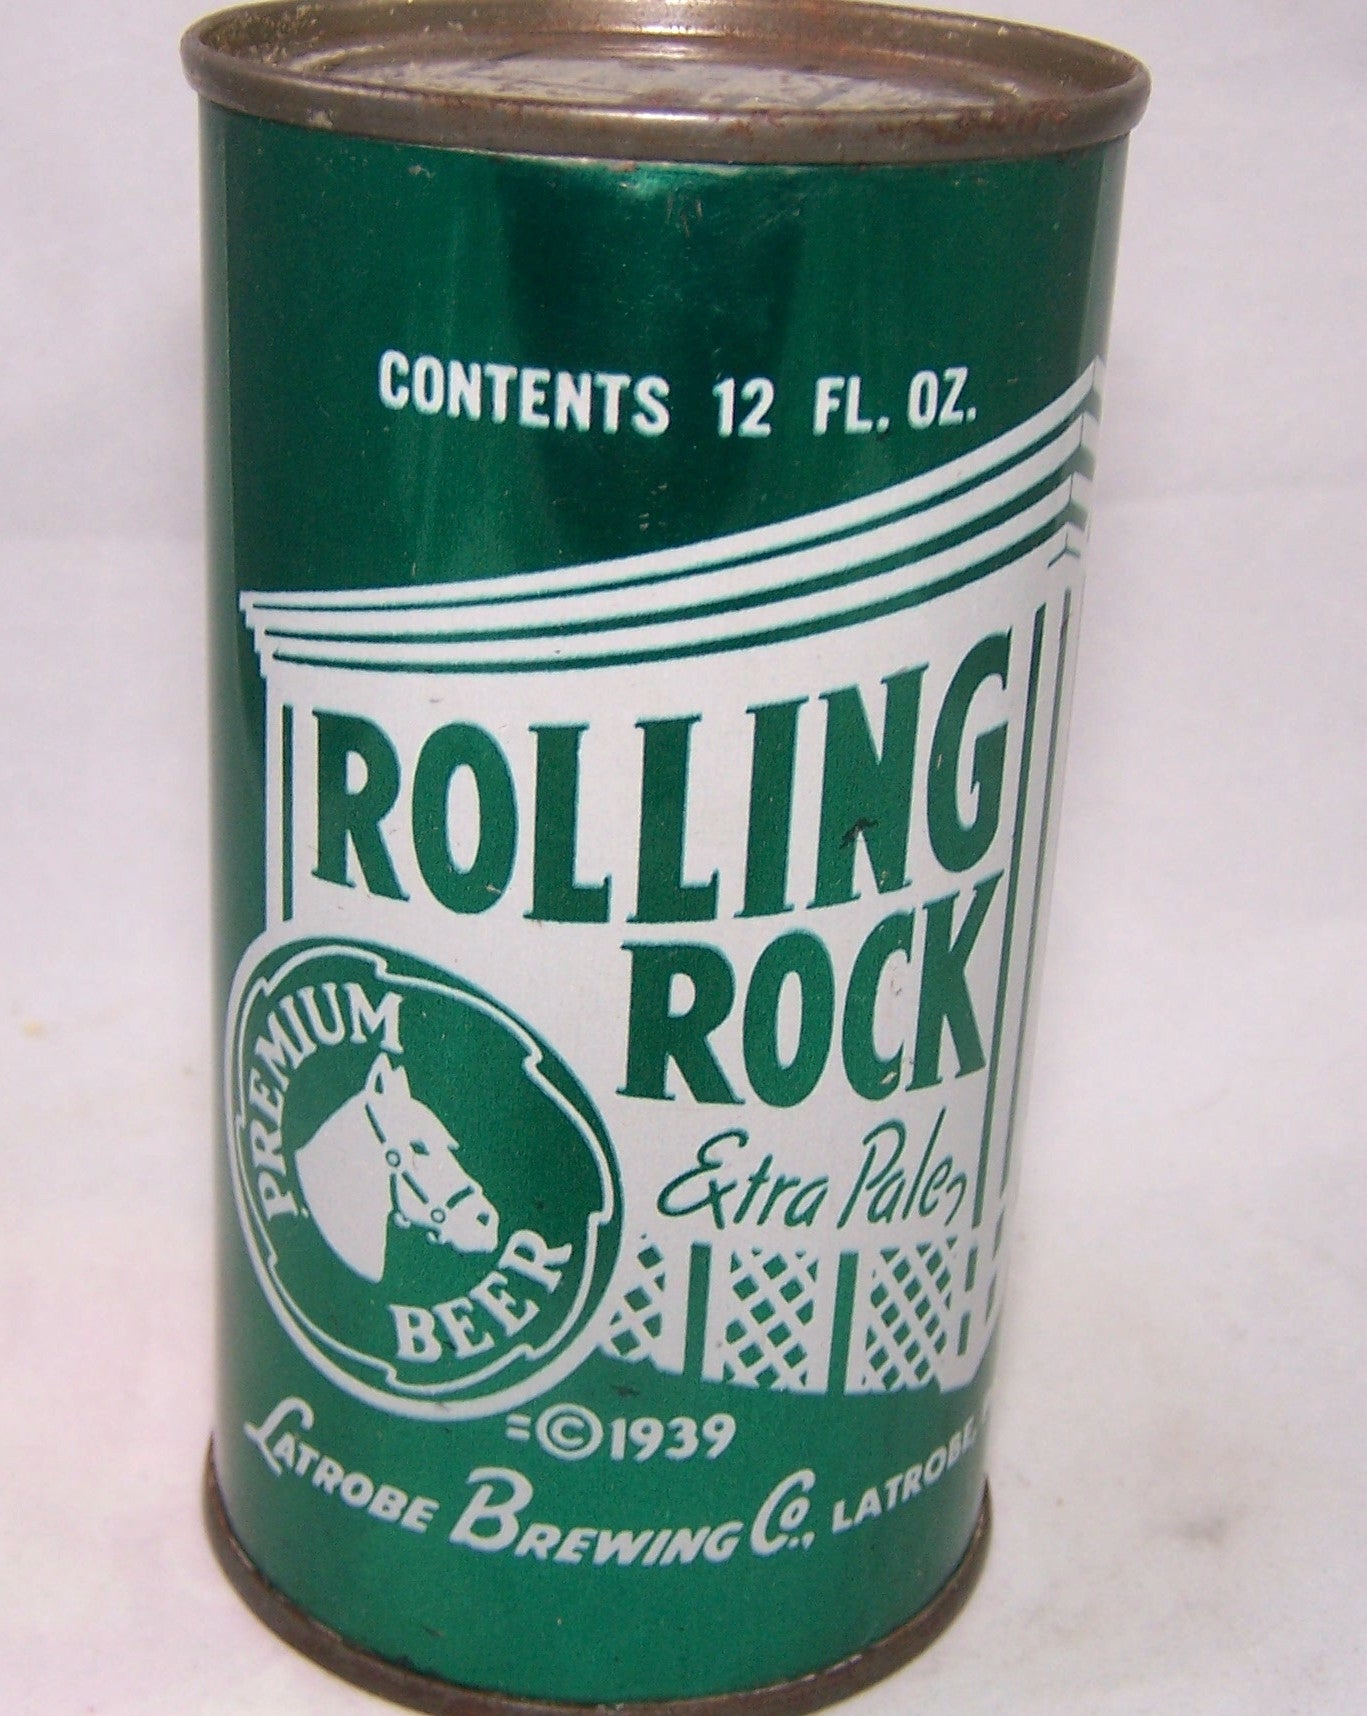 CONTENTS 12 FL. OZ.
ROLLING
ROCK
Extra Pale
PREMIUM
BEER
=©1939
LATROBE BREWING CO., LATROBE,